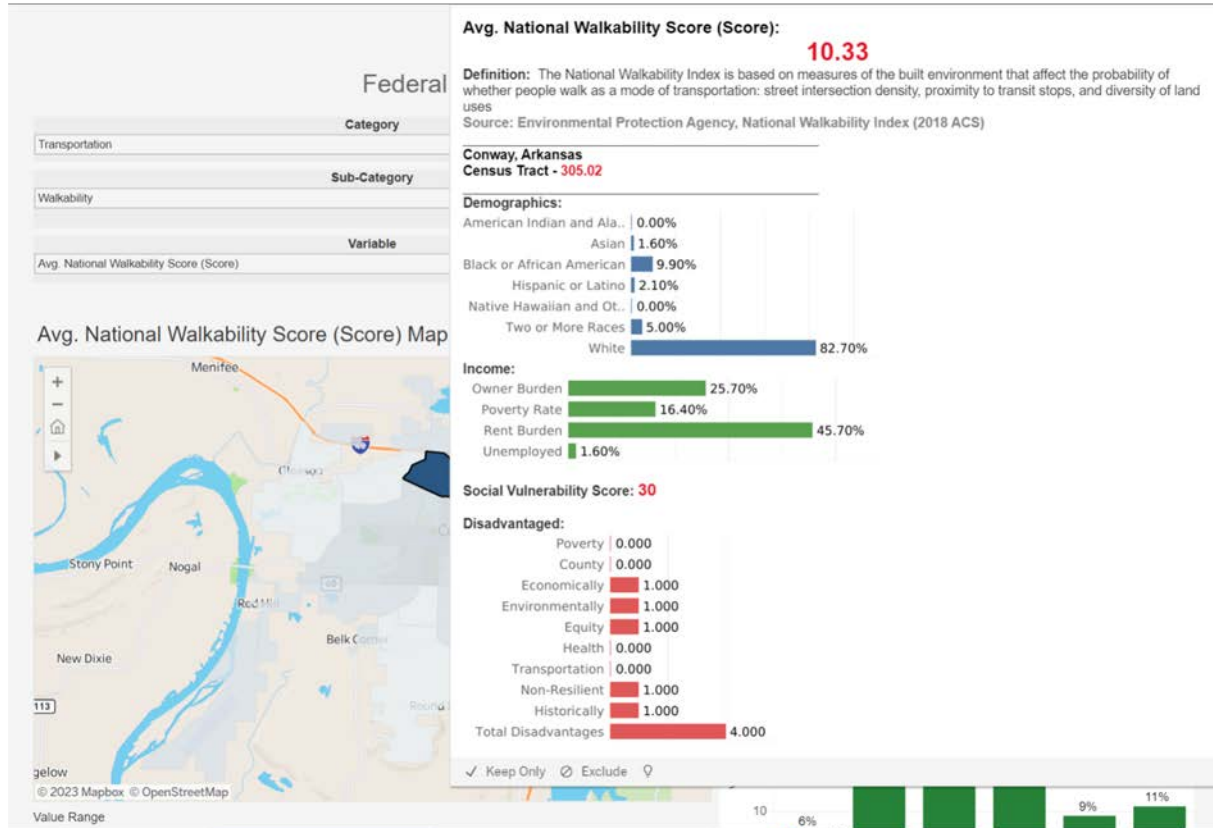 Federal
Category
Transportation
Sub-Category
Walkability
Variable
Avg. National Walkability Score (Score)
Avg. National Walkability Score (Score) Map
Menifee
+
−
Stony Point
Nogal
Belk Corner
New Dixie
113
gelow
© 2023 Mapbox © OpenStreetMap
Value Range
Avg. National Walkability Score (Score):
10.33
Definition: The National Walkability Index is based on measures of the built environment that affect the probability of
whether people walk as a mode of transportation: street intersection density, proximity to transit stops, and diversity of land
uses
Source: Environmental Protection Agency, National Walkability Index (2018 ACS)
Conway, Arkansas
Census Tract - 305.02
Demographics:
American Indian and Ala.. 0.00%
Asian 1.60%
Black or African American 9.90%
Hispanic or Latino 2.10%
Native Hawaiian and Ot.. 0.00%
Two or More Races 5.00%
White 82.70%
Income:
Owner Burden 25.70%
Poverty Rate 16.40%
Rent Burden 45.70%
Unemployed 1.60%
Social Vulnerability Score: 30
Disadvantaged:
Poverty 0.000
County 0.000
Economically 1.000
Environmentally 1.000
Equity 1.000
Health 0.000
Transportation 0.000
Non-Resilient 1.000
Historically 1.000
Total Disadvantages 4.000
Keep Only Exclude
10
6%
9%
11%